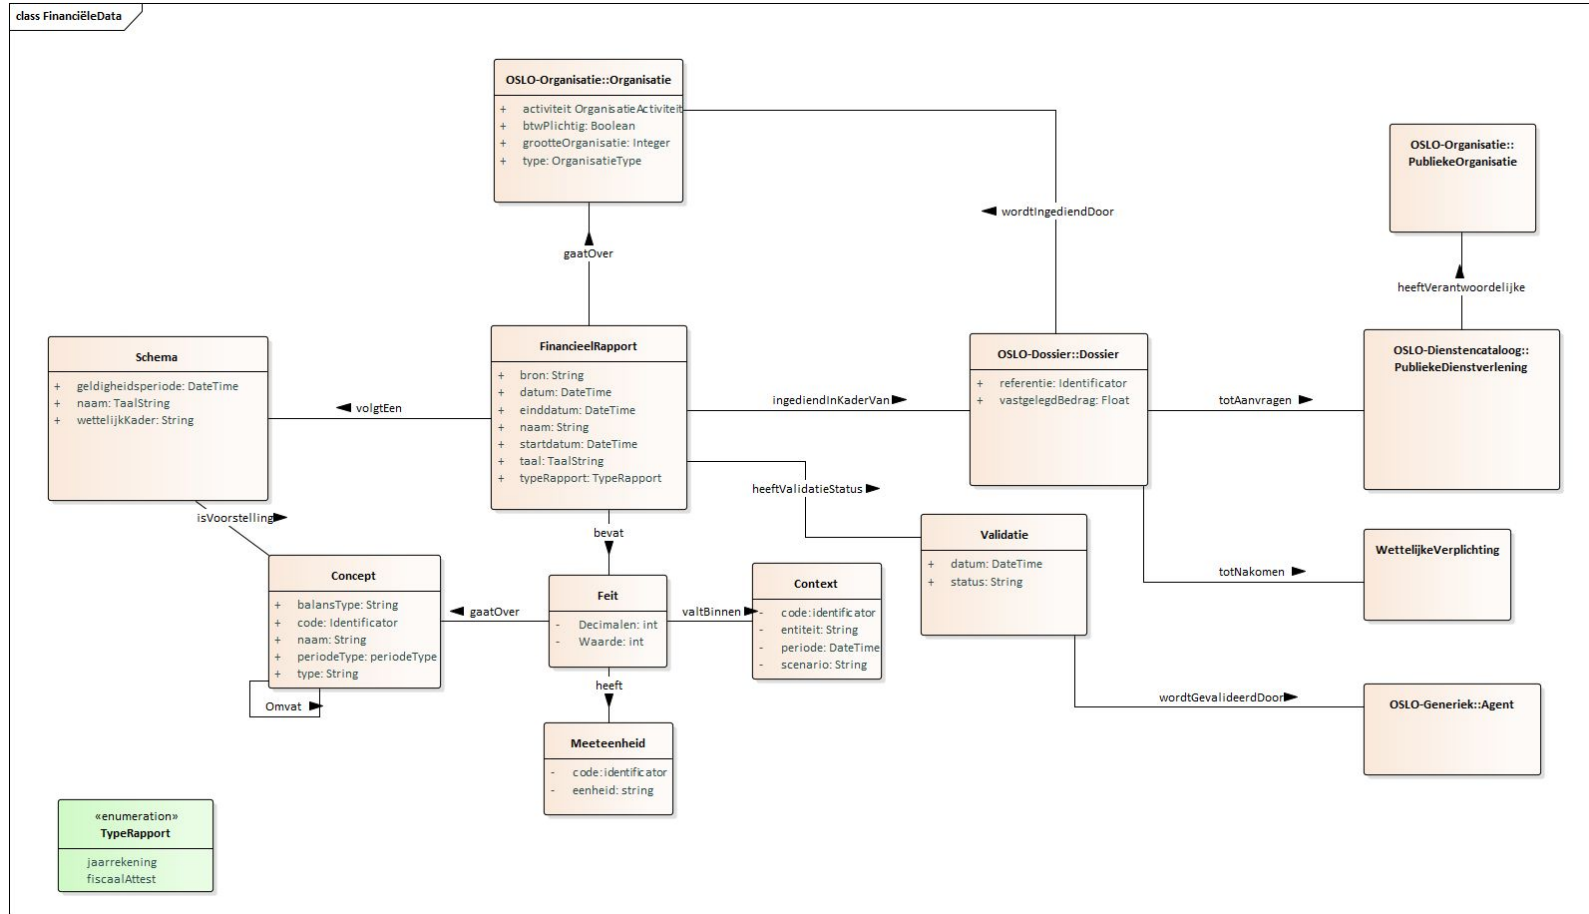 class FinanciëleData
OSLO-Organisatie::Organisatie
+ activiteit OrganisatieActiviteit
+ btwPlichtig: Boolean
+ grootteOrganisatie: Integer
+ type: OrganisatieType
OSLO-Organisatie::
PubliekeOrganisatie
wordtIngediendDoor
gaatOver
heeftVerantwoordelijke
Schema
+ geldigheidsperiode: DateTime
+ naam: TaalString
+ wettelijkKader: String
volgtEen
FinancieelRapport
+ bron: String
+ datum: DateTime
+ einddatum: DateTime
+ naam: String
+ startdatum: DateTime
+ taal: TaalString
+ typeRapport: TypeRapport
ingediendInKaderVan
OSLO-Dossier::Dossier
+ referentie: Identificator
+ vastgelegdBedrag: Float
totAanvragen
OSLO-Dienstencataloog::
PubliekeDienstverlening
heeftValidatieStatus
isVoorstelling
bevat
Validatie
+ datum: DateTime
+ status: String
totNakomen
WettelijkeVerplichting
Concept
+ balansType: String
+ code: Identificator
+ naam: String
+ periodeType: periodeType
+ type: String
Omvat
gaatOver
Feit
- Decimalen: int
- Waarde: int
valtBinnen
Context
- code:identificator
- entiteit: String
- periode: DateTime
- scenario: String
heeft
wordtGevalideerdDoor
OSLO-Generiek::Agent
Meeteenheid
- code:identificator
- eenheid: string
«enumeration»
TypeRapport
jaarrekening
fiscaalAttest